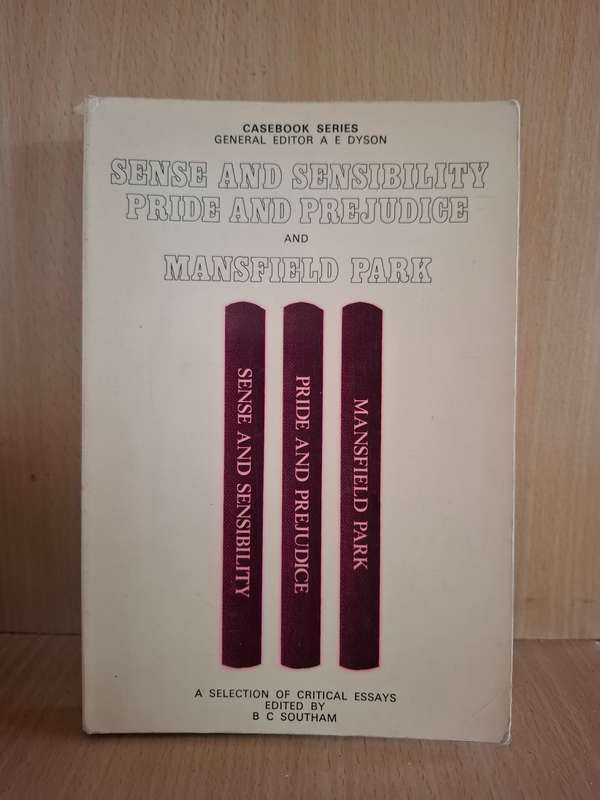 CASEBOOK SERIES
GENERAL EDITOR A E DYSON
SENSE AND SENSIBILITY
PRIDE AND PREJUDICE
AND
MANSFIELD PARK
SENSE AND SENSIBILITY
PRIDE AND PREJUDICE
MANSFIELD PARK
A SELECTION OF CRITICAL ESSAYS
EDITED BY
B C SOUTHAM